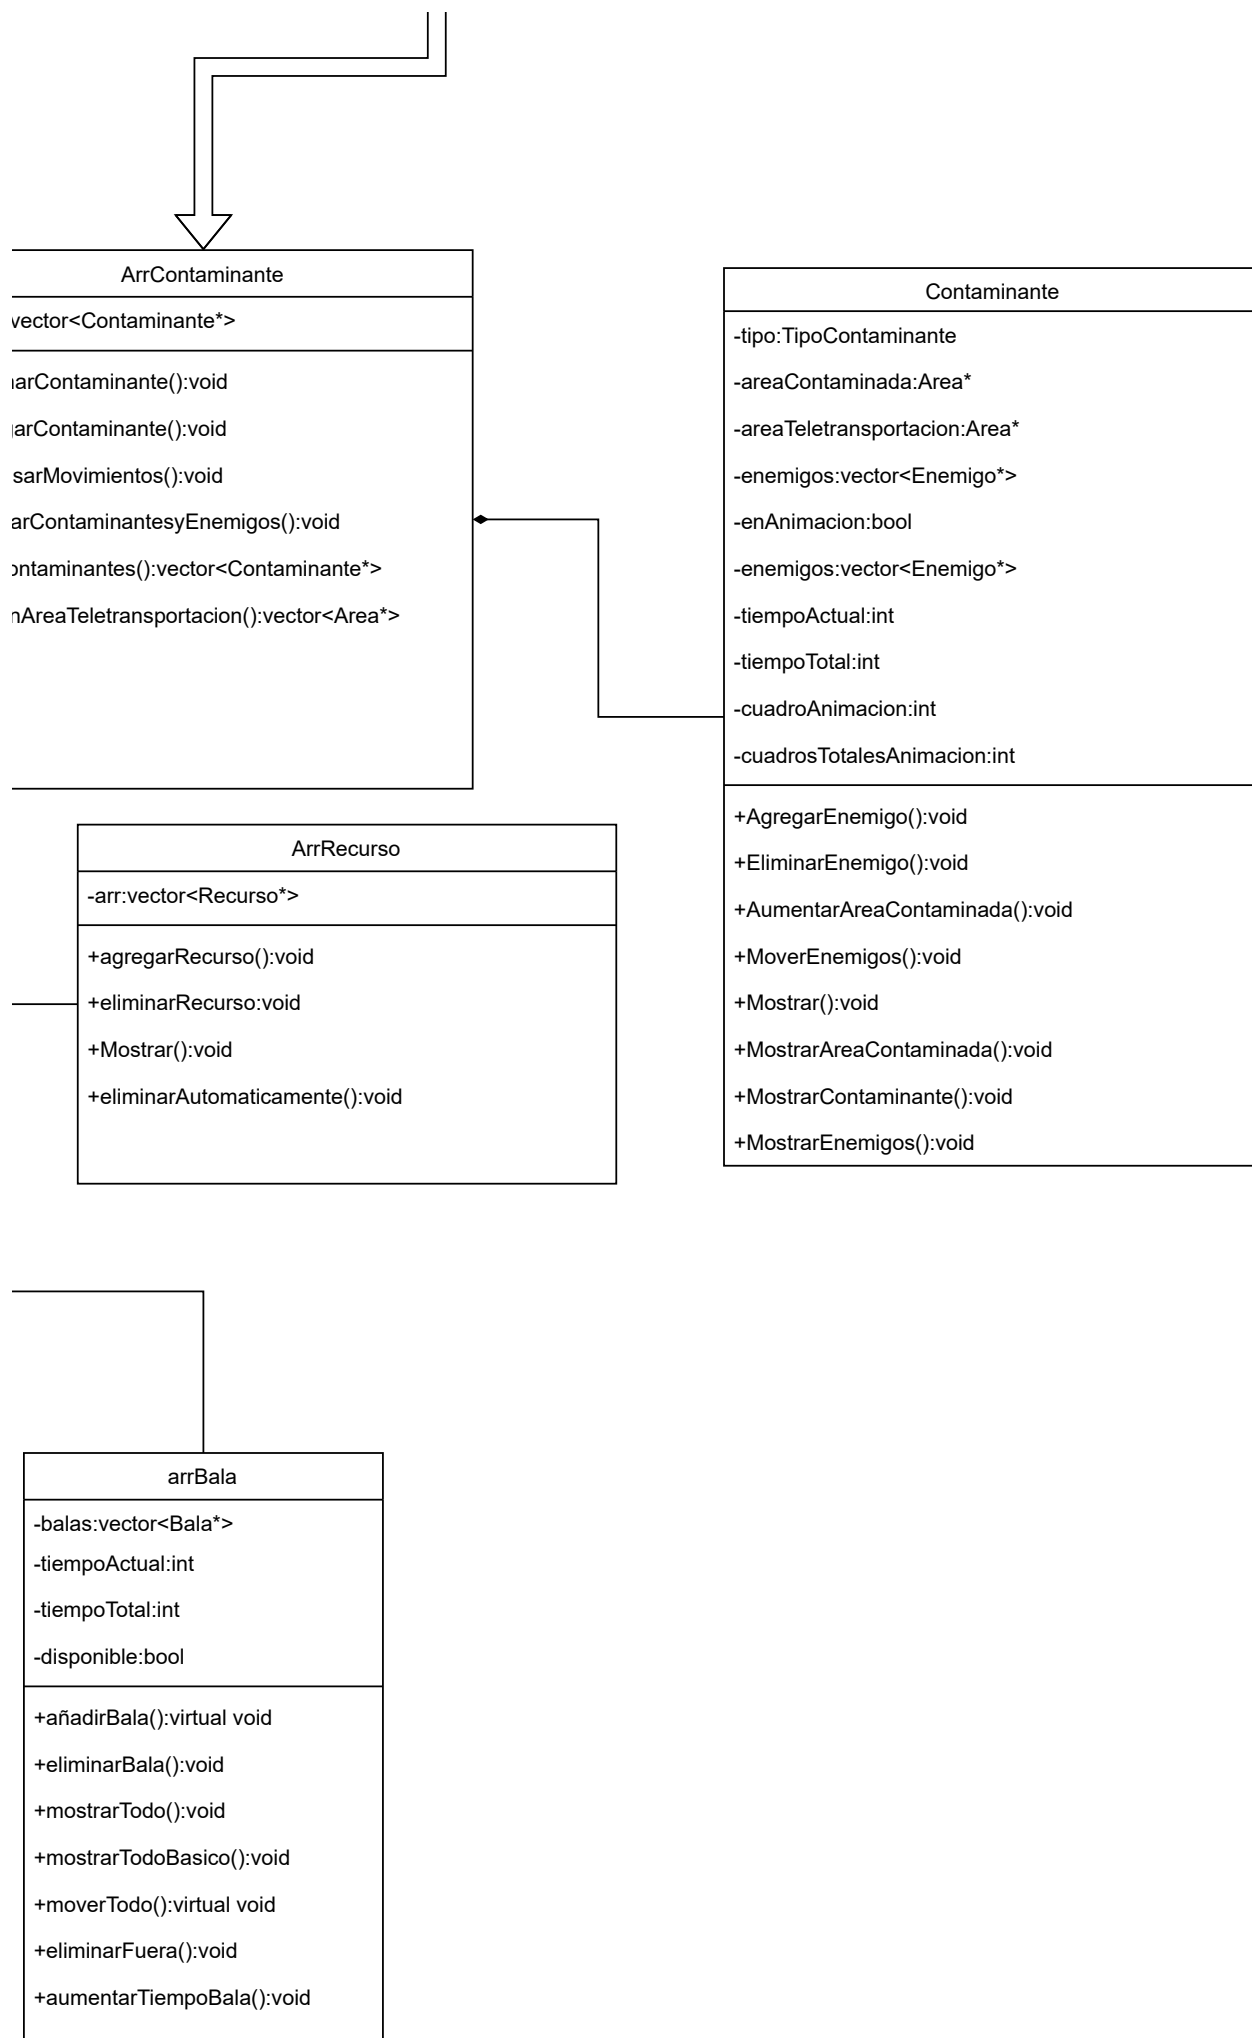 ArrContaminante
vector<Contaminante*>
arContaminante():void
arContaminante():void
sarMovimientos():void
arContaminantesyEnemigos():void
ontaminantes():vector<Contaminante*>
AreaTeletransportacion():vector<Area*>
Contaminante
-tipo:TipoContaminante
-areaContaminada:Area*
-areaTeletransportacion:Area*
-enemigos:vector<Enemigo*>
-enAnimacion:bool
-enemigos:vector<Enemigo*>
-tiempoActual:int
-tiempoTotal:int
-cuadroAnimacion:int
-cuadrosTotalesAnimacion:int
+AgregarEnemigo():void
+EliminarEnemigo():void
+AumentarAreaContaminada():void
+MoverEnemigos():void
+Mostrar():void
+MostrarAreaContaminada():void
+MostrarContaminante():void
+MostrarEnemigos():void
ArrRecurso
-arr:vector<Recurso*>
+agregarRecurso():void
+eliminarRecurso:void
+Mostrar():void
+eliminarAutomaticamente():void
arrBala
-balas:vector<Bala*>
-tiempoActual:int
-tiempoTotal:int
-disponible:bool
+añadirBala():virtual void
+eliminarBala():void
+mostrarTodo():void
+mostrarTodoBasico():void
+moverTodo():virtual void
+eliminarFuera():void
+aumentarTiempoBala():void